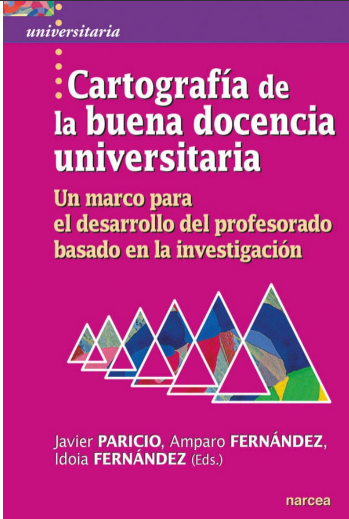 universitaria
Cartografía de
la buena docencia
universitaria
Un marco para
el desarrollo del profesorado
basado en la investigación
Javier PARICIO, Amparo FERNÁNDEZ,
Idoia FERNÁNDEZ (Eds.)
narcea